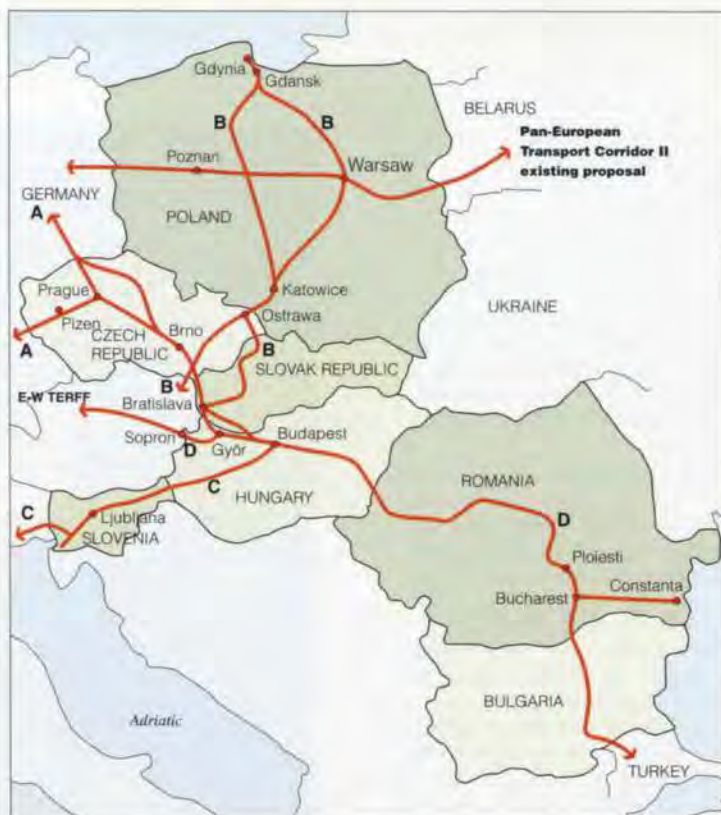 Gdynia
Gdansk
BELARUS
B
B
Pan-European
Transport Corridor II
existing proposal
Poznan
Warsaw
GERMANY
A
POLAND
Katowice
Prague
Ostrawa
UKRAINE
Plzen
Brno
CZECH
REPUBLIC
A
B
SLOVAK REPUBLIC
B
E-W TERFF
Bratislava
Sopron
D
Györ
Budapest
ROMANIA
C
HUNGARY
C
Ljubljana
SLOVENIA
D
Ploiesti
Bucharest
Constanta
BULGARIA
Adriatic
TURKEY